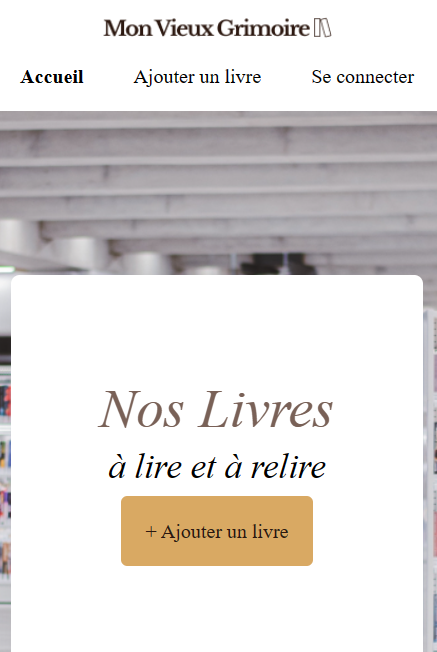 Mon Vieux Grimoire
Accueil Ajouter un livre Se connecter
Nos Livres
à lire et à relire
+ Ajouter un livre